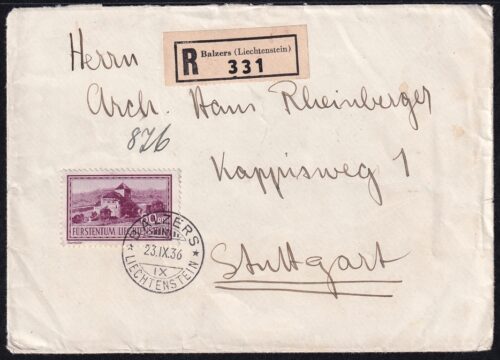 Herrn
R Balzers (Liechtenstein)
331
Arch. Hans Rheinberger
876
Kappisweg 1
Stuttgart
FÜRSTENTUM LIECHTENSTEIN
BALZERS
23.IX.36
IX
LIECHTENSTEIN